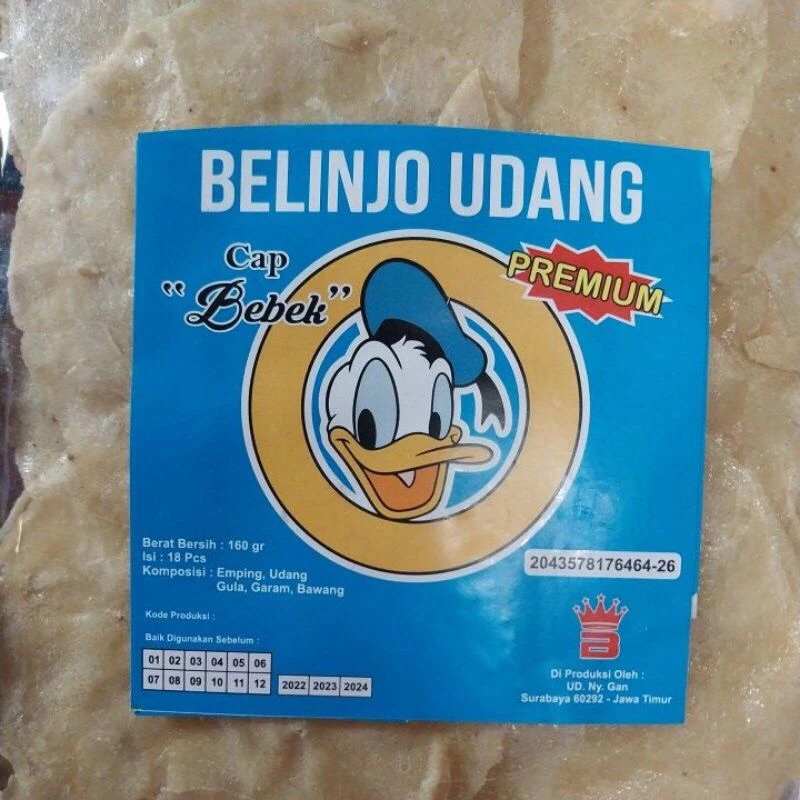 BELINJO UDANG
Cap
"Bebek"
PREMIUM
Berat Bersih : 160 gr
Isi : 18 Pcs
Komposisi : Emping, Udang
Gula, Garam, Bawang
2043578176464-26
Kode Produksi :
Baik Digunakan Sebelum :
01 02 03 04 05 06
07 08 09 10 11 12 2022 2023 2024
B
Di Produksi Oleh :
UD. Ny. Gan
Surabaya 60292 - Jawa Timur